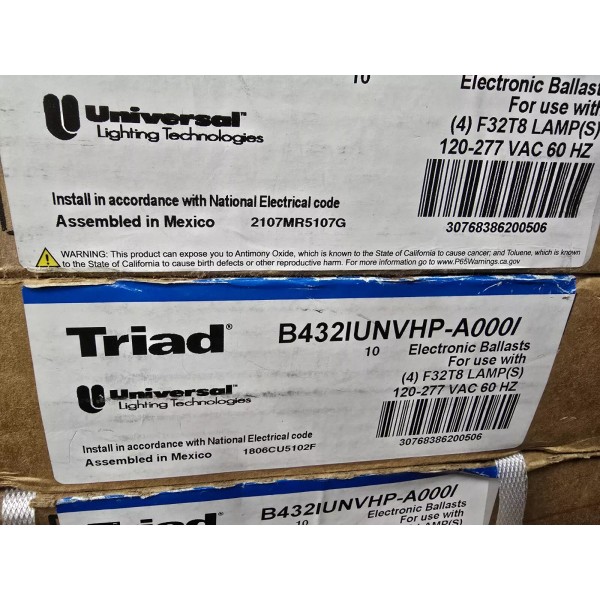 10 Electronic Ballast
Universal™
Lighting Technologies
For use with
(4) F32T8 LAMP(S)
120-277 VAC 60 HZ
Install in accordance with National Electrical code
Assembled in Mexico 2107MR5107G
30768386200506
WARNING: This product can expose you to Antimony Oxide, which is known to the State of California to cause cancer; and Toluene, which is known
to the State of California to cause birth defects or other reproductive harm. For more information go to www.P65Warnings.ca.gov
Triad® B432IUNVHP-A000I
10 Electronic Ballasts
For use with
Universal™
Lighting Technologies
(4) F32T8 LAMP(S)
120-277 VAC 60 HZ
Install in accordance with National Electrical code
Assembled in Mexico 1806CU5102F
30768386200506
Triad® B432IUNVHP-A000I
10 Electronic Ballasts
For use with
LAMP(S)